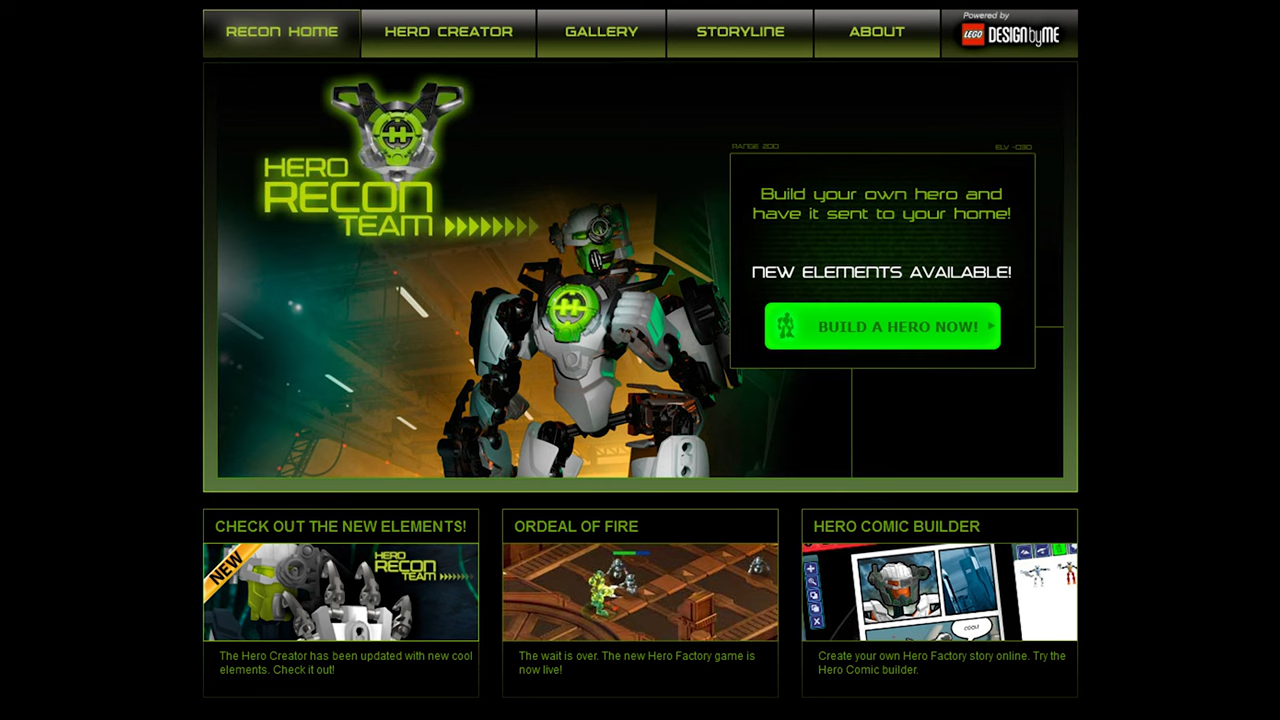 RECON HOME
HERO CREATOR
GALLERY
STORYLINE
ABOUT
Powered by
LEGO DESIGNbyME
HERO
RECON
TEAM
RANGE 200
ELV -030
Build your own hero and
have it sent to your home!
NEW ELEMENTS AVAILABLE!
BUILD A HERO NOW!
CHECK OUT THE NEW ELEMENTS!
NEW
HERO
RECON
TEAM
The Hero Creator has been updated with new cool
elements. Check it out!
ORDEAL OF FIRE
The wait is over. The new Hero Factory game is
now live!
HERO COMIC BUILDER
COOL!
Create your own Hero Factory story online. Try the
Hero Comic builder.